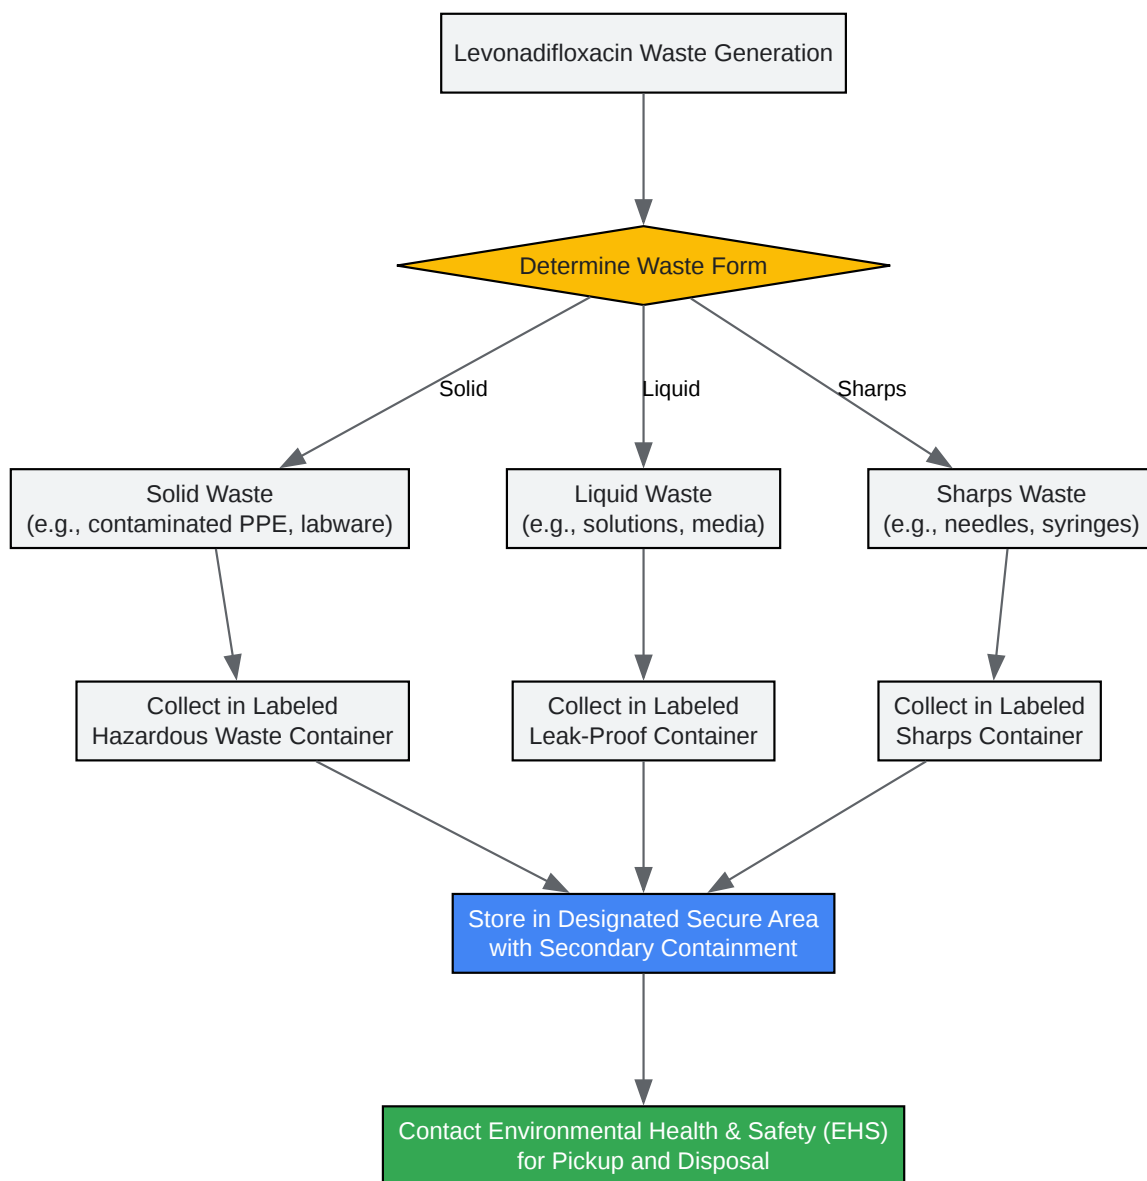 Levonadifloxacin Waste Generation
Determine Waste Form
Solid
Liquid
Sharps
Solid Waste
(e.g., contaminated PPE, labware)
Liquid Waste
(e.g., solutions, media)
Sharps Waste
(e.g., needles, syringes)
Collect in Labeled
Hazardous Waste Container
Collect in Labeled
Leak-Proof Container
Collect in Labeled
Sharps Container
Store in Designated Secure Area
with Secondary Containment
Contact Environmental Health & Safety (EHS)
for Pickup and Disposal